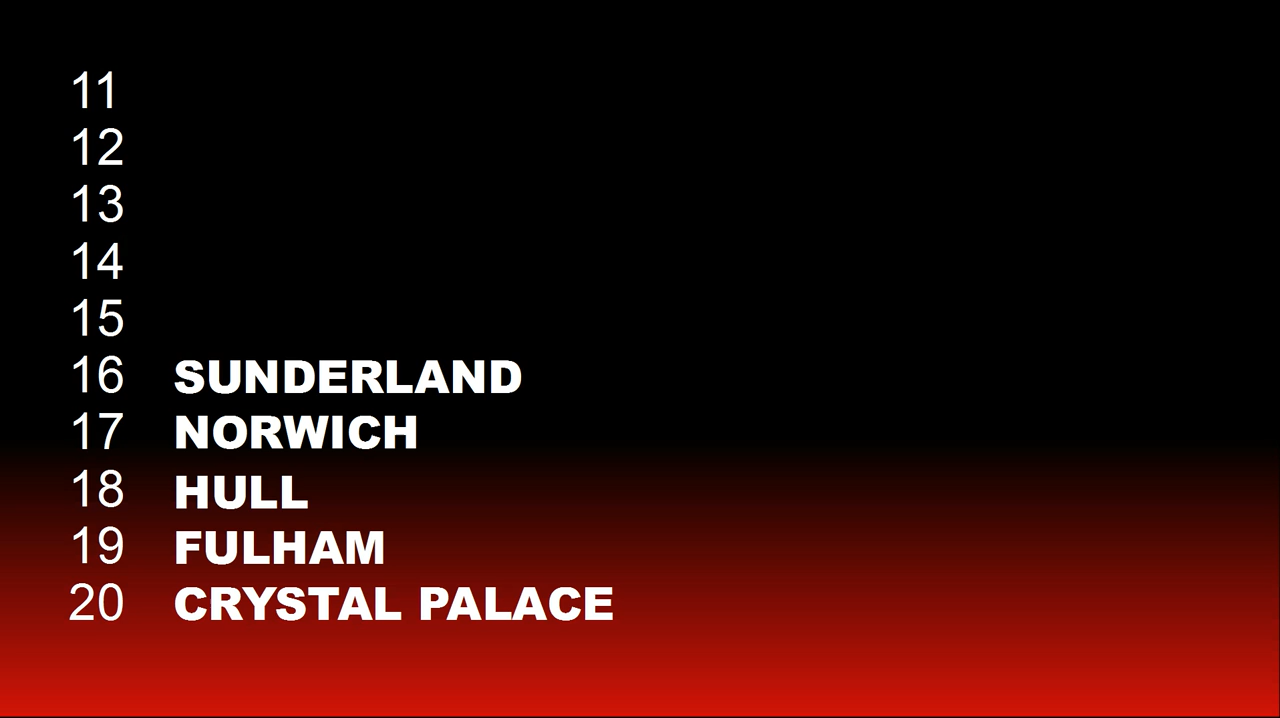 11
12
13
14
15
16 SUNDERLAND
17 NORWICH
18 HULL
19 FULHAM
20 CRYSTAL PALACE